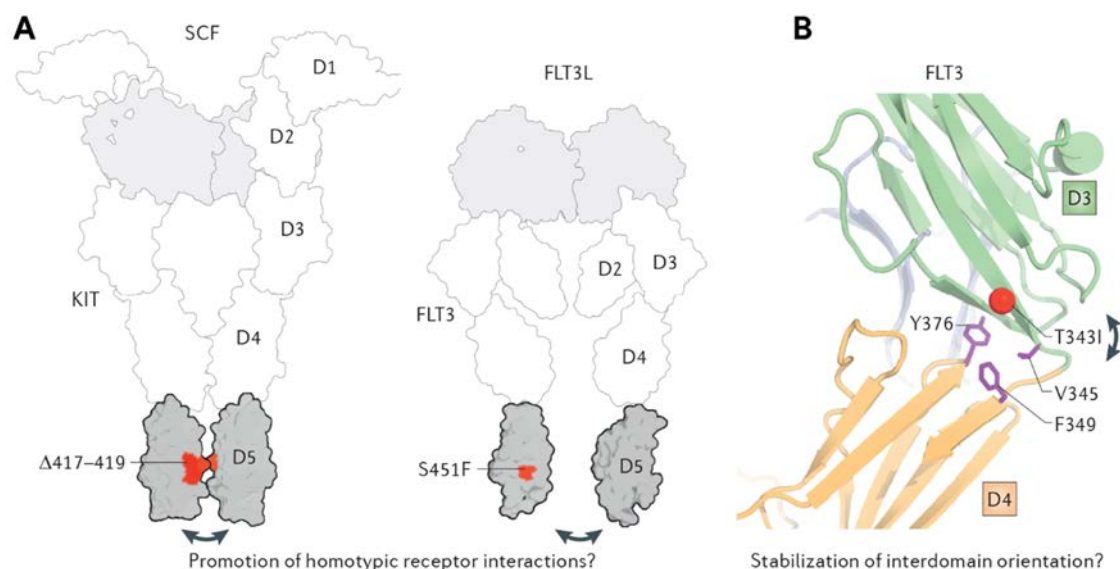 A
SCF
D1
D2
D3
KIT
D4
Δ417–419
D5
FLT3L
D2
D3
FLT3
D4
S451F
D5
Promotion of homotypic receptor interactions?
B
FLT3
D3
Y376
T343I
V345
F349
D4
Stabilization of interdomain orientation?